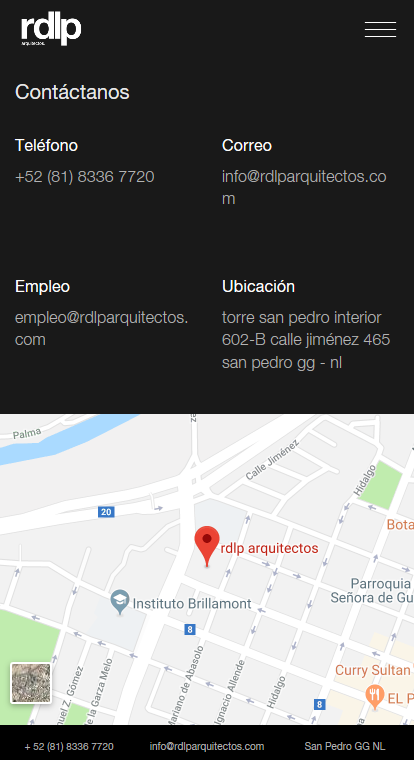 rdlp
arquitectos.
Contáctanos
Teléfono
+52 (81) 8336 7720
Correo
info@rdlparquitectos.co
m
Empleo
empleo@rdlparquitectos.
com
Ubicación
torre san pedro interior
602-B calle jiménez 465
san pedro gg - nl
Palma
Calle Jiménez
Hidalgo
20
Bota
rdlp arquitectos
Parroquia
Señora de Gu
Instituto Brillamont
8
Mariano de Abasolo
Ignacio Allende
Hidalgo
Curry Sultan
EL P
8
uel Z. Gómez
de la Garza Melo
+ 52 (81) 8336 7720
info@rdlparquitectos.com
San Pedro GG NL